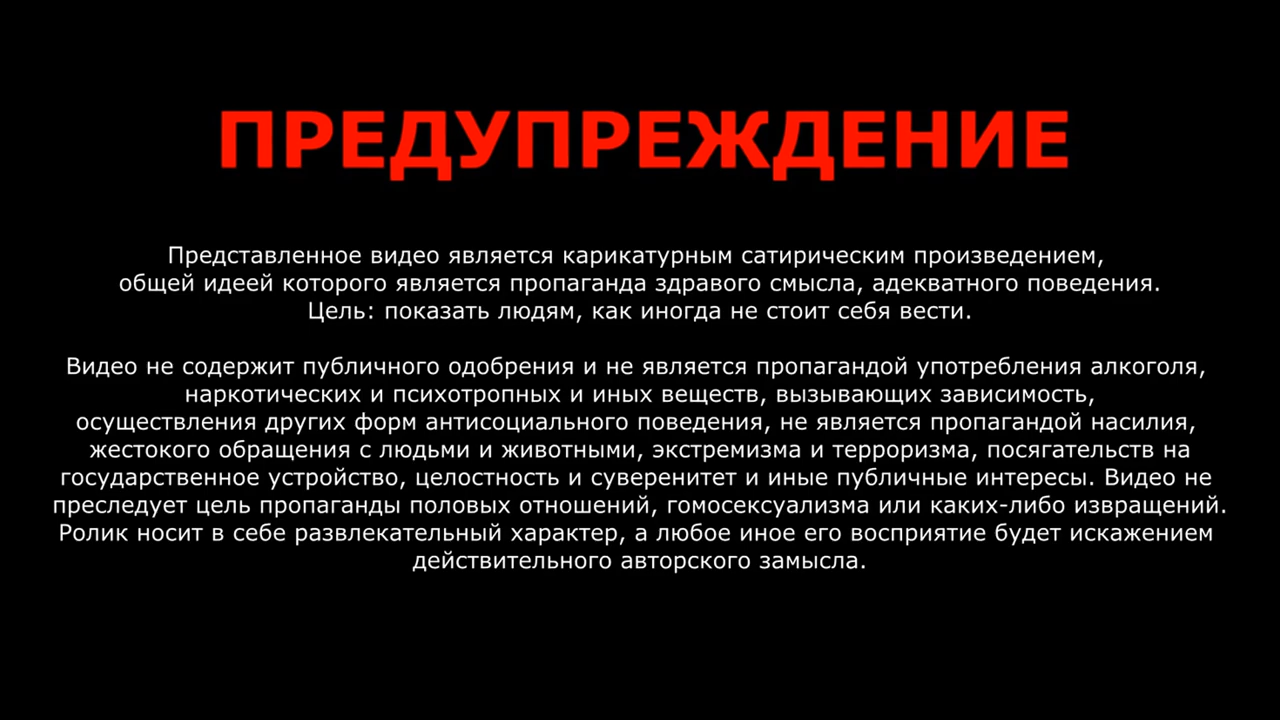 ПРЕДУПРЕЖДЕНИЕ
Представленное видео является карикатурным сатирическим произведением,
общей идеей которого является пропаганда здравого смысла, адекватного поведения.
Цель: показать людям, как иногда не стоит себя вести.
Видео не содержит публичного одобрения и не является пропагандой употребления алкоголя,
наркотических и психотропных и иных веществ, вызывающих зависимость,
осуществления других форм антисоциального поведения, не является пропагандой насилия,
жестокого обращения с людьми и животными, экстремизма и терроризма, посягательств на
государственное устройство, целостность и суверенитет и иные публичные интересы. Видео не
преследует цель пропаганды половых отношений, гомосексуализма или каких-либо извращений.
Ролик носит в себе развлекательный характер, а любое иное его восприятие будет искажением
действительного авторского замысла.